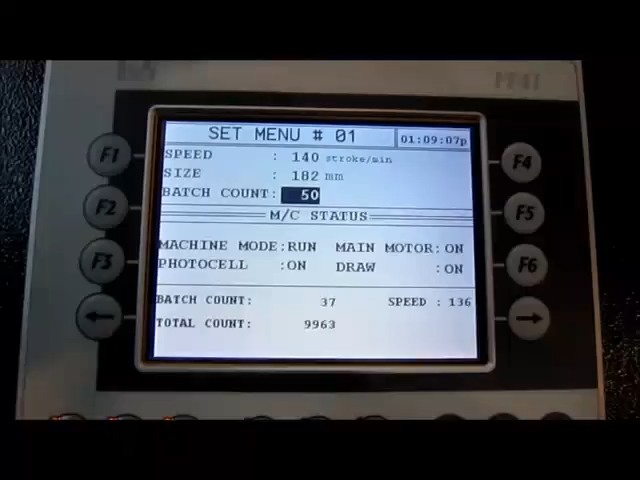 SET MENU # 01 01:09:07p
SPEED : 140 stroke/min
SIZE : 182 mm
BATCH COUNT: 50
M/C STATUS
MACHINE MODE:RUN MAIN MOTOR: ON
PHOTOCELL :ON DRAW :ON
BATCH COUNT: 37 SPEED : 136
TOTAL COUNT: 9963
F1
F2
F3
F4
F5
F6